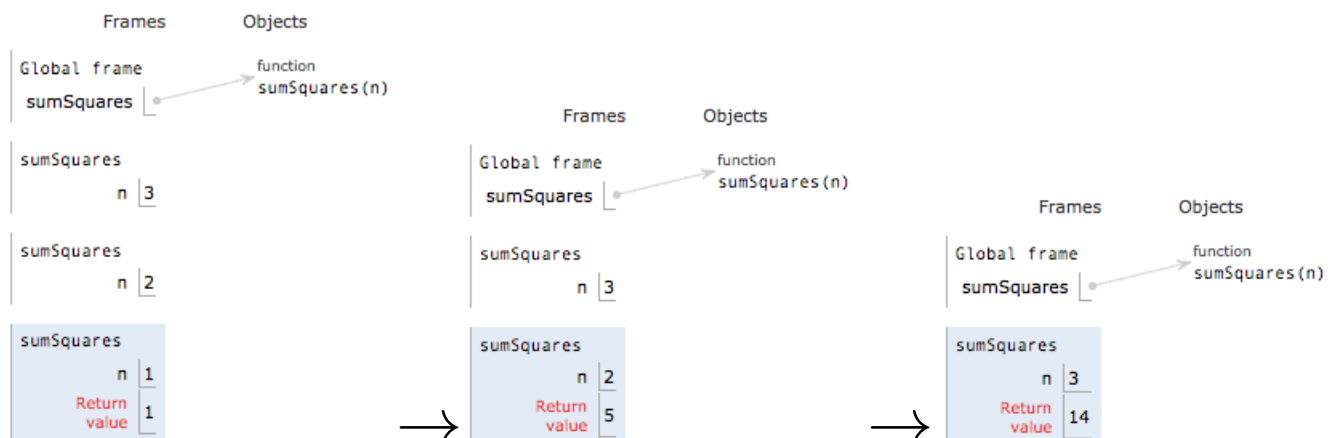 Frames Objects
Global frame
function
sumSquares
sumSquares(n)
sumSquares
n 3
sumSquares
n 2
sumSquares
n 1
Return
value 1
Frames Objects
Global frame
function
sumSquares
sumSquares(n)
sumSquares
n 3
sumSquares
n 2
Return
value 5
Frames Objects
Global frame
function
sumSquares
sumSquares(n)
sumSquares
n 3
Return
value 14